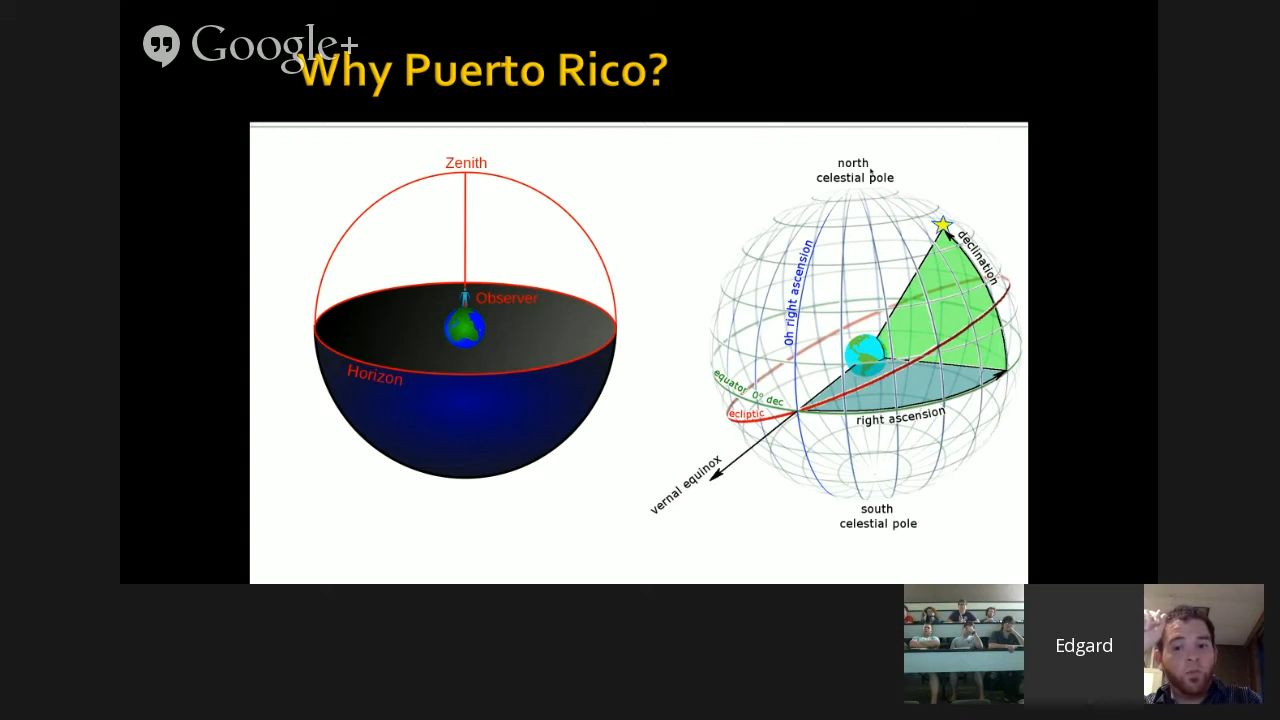 Google+
Why Puerto Rico?
Zenith
Observer
Horizon
north
celestial pole
declination
0h right ascension
equator 0° dec
ecliptic
right ascension
vernal equinox
south
celestial pole
Edgard